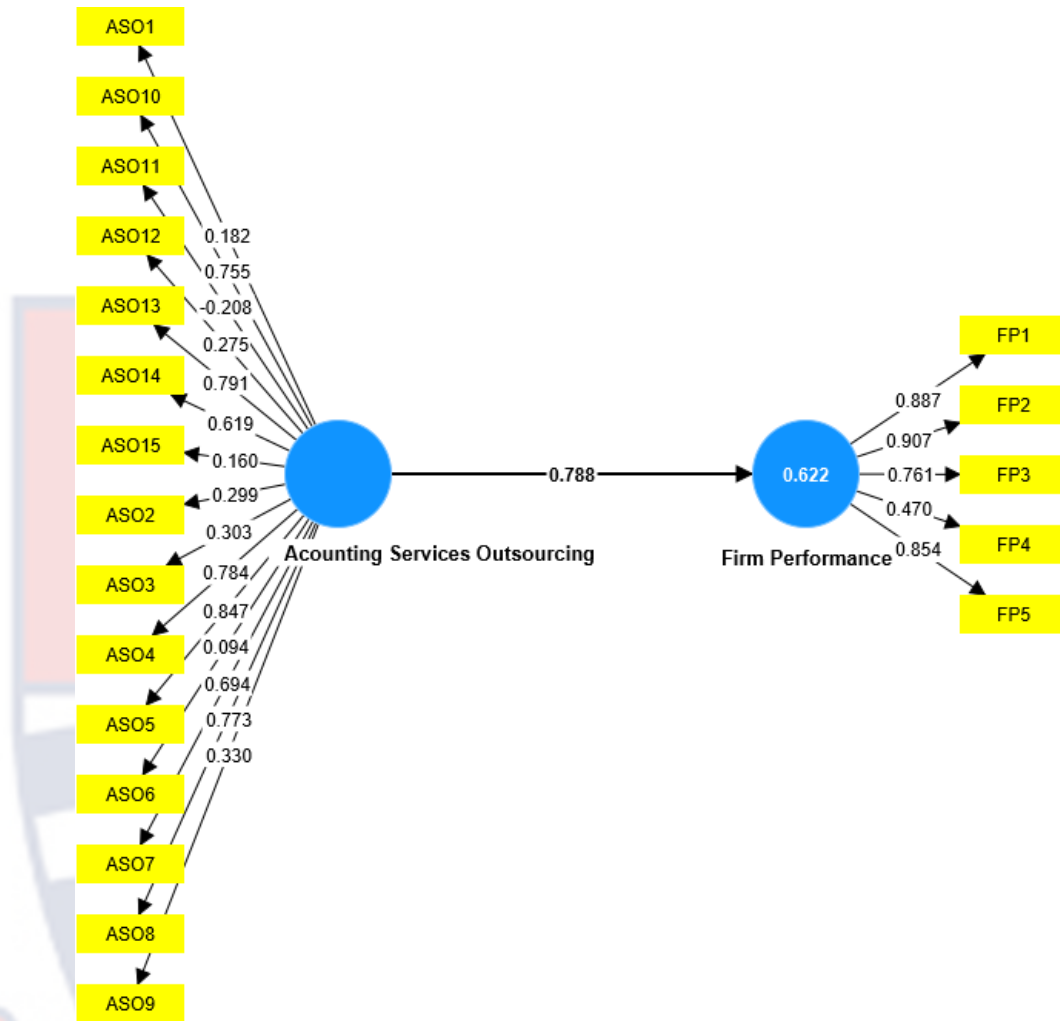 ASO1
ASO10
ASO11
ASO12
ASO13
ASO14
ASO15
ASO2
ASO3
ASO4
ASO5
ASO6
ASO7
ASO8
ASO9
0.182
0.755
-0.208
0.275
0.791
0.619
0.160
0.299
0.303
0.784
0.847
0.094
0.694
0.773
0.330
Acounting Services Outsourcing
0.788
0.622
Firm Performance
0.887
0.907
0.761
0.470
0.854
FP1
FP2
FP3
FP4
FP5